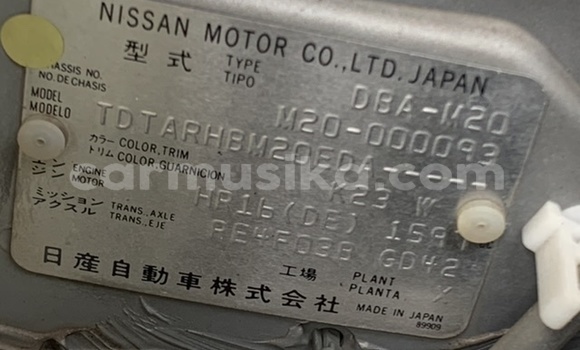 NISSAN MOTOR CO.,LTD. JAPAN
型式 TYPE TIPO DBA-M20
CHASSIS NO. NO.DE CHASIS M20-000093
MODEL MODELO TDTARHBM20EDA-----
カラー トリム COLOR,TRIM COLOR,GUARNICION K23 W
エンジン ENGINE MOTOR HR16(DE) 1597
ミッション アクスル TRANS.,AXLE TRANS.,EJE RE4F03B GD42
工場 PLANT PLANTA
日産自動車株式会社 MADE IN JAPAN
89909
carmusika.com